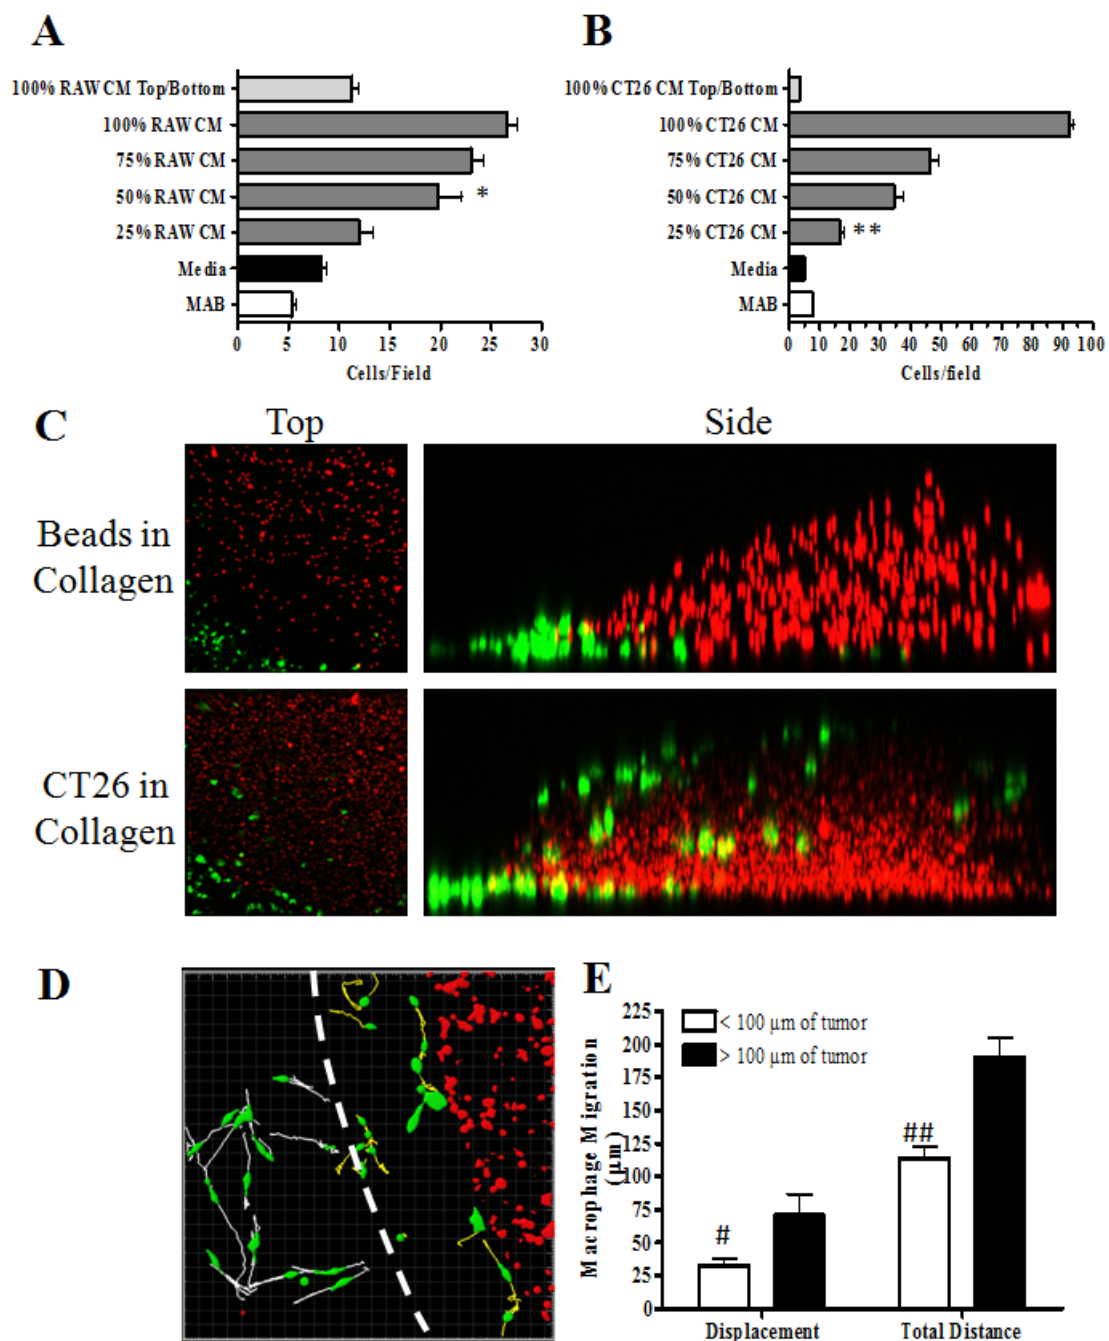 A
100% RAW CM Top/Bottom
100% RAW CM
75% RAW CM
50% RAW CM
*
25% RAW CM
Media
MAB
0 5 10 15 20 25 30
Cells/Field
B
100% CT26 CM Top/Bottom
100% CT26 CM
75% CT26 CM
50% CT26 CM
25% CT26 CM
**
Media
MAB
0 10 20 30 40 50 60 70 80 90 100
Cells/field
C
Top
Side
Beads in
Collagen
CT26 in
Collagen
D
E
Macrophage Migration
(µm)
225
200
175
150
125
100
75
50
25
0
< 100 µm of tumor
> 100 µm of tumor
#
##
Displacement
Total Distance